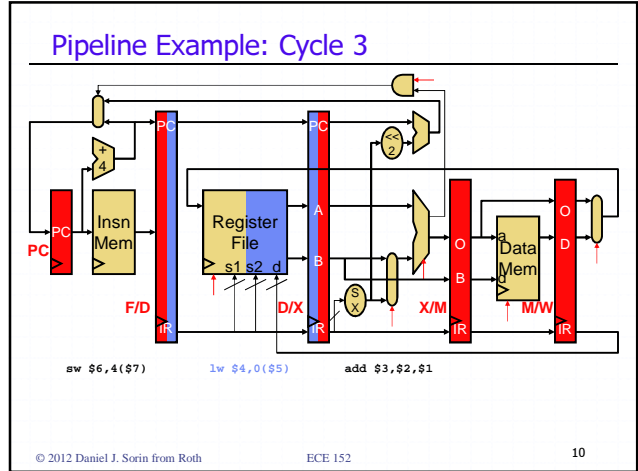 Pipeline Example: Cycle 3
PC
PC
<<
2
+
4
PC
Insn
Mem
Register
File
s1 s2 d
A
B
S
X
O
B
a
d
Data
Mem
O
D
PC
F/D
D/X
X/M
M/W
IR
IR
IR
IR
sw $6,4($7)
lw $4,0($5)
add $3,$2,$1
© 2012 Daniel J. Sorin from Roth
ECE 152
10